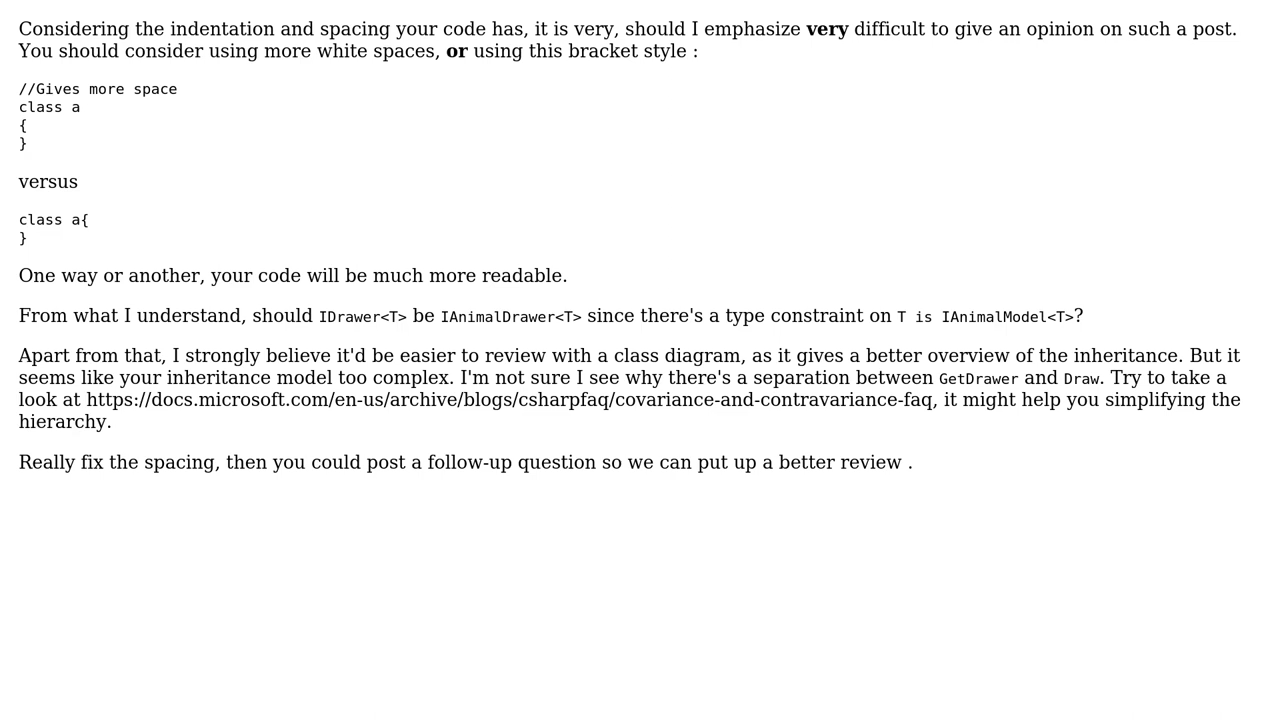 Considering the indentation and spacing your code has, it is very, should I emphasize very difficult to give an opinion on such a post.
You should consider using more white spaces, or using this bracket style :
//Gives more space
class a
{
}
versus
class a{
}
One way or another, your code will be much more readable.
From what I understand, should IDrawer<T> be IAnimalDrawer<T> since there's a type constraint on T is IAnimalModel<T>?
Apart from that, I strongly believe it'd be easier to review with a class diagram, as it gives a better overview of the inheritance. But it
seems like your inheritance model too complex. I'm not sure I see why there's a separation between GetDrawer and Draw. Try to take a
look at https://docs.microsoft.com/en-us/archive/blogs/csharpfaq/covariance-and-contravariance-faq, it might help you simplifying the
hierarchy.
Really fix the spacing, then you could post a follow-up question so we can put up a better review .